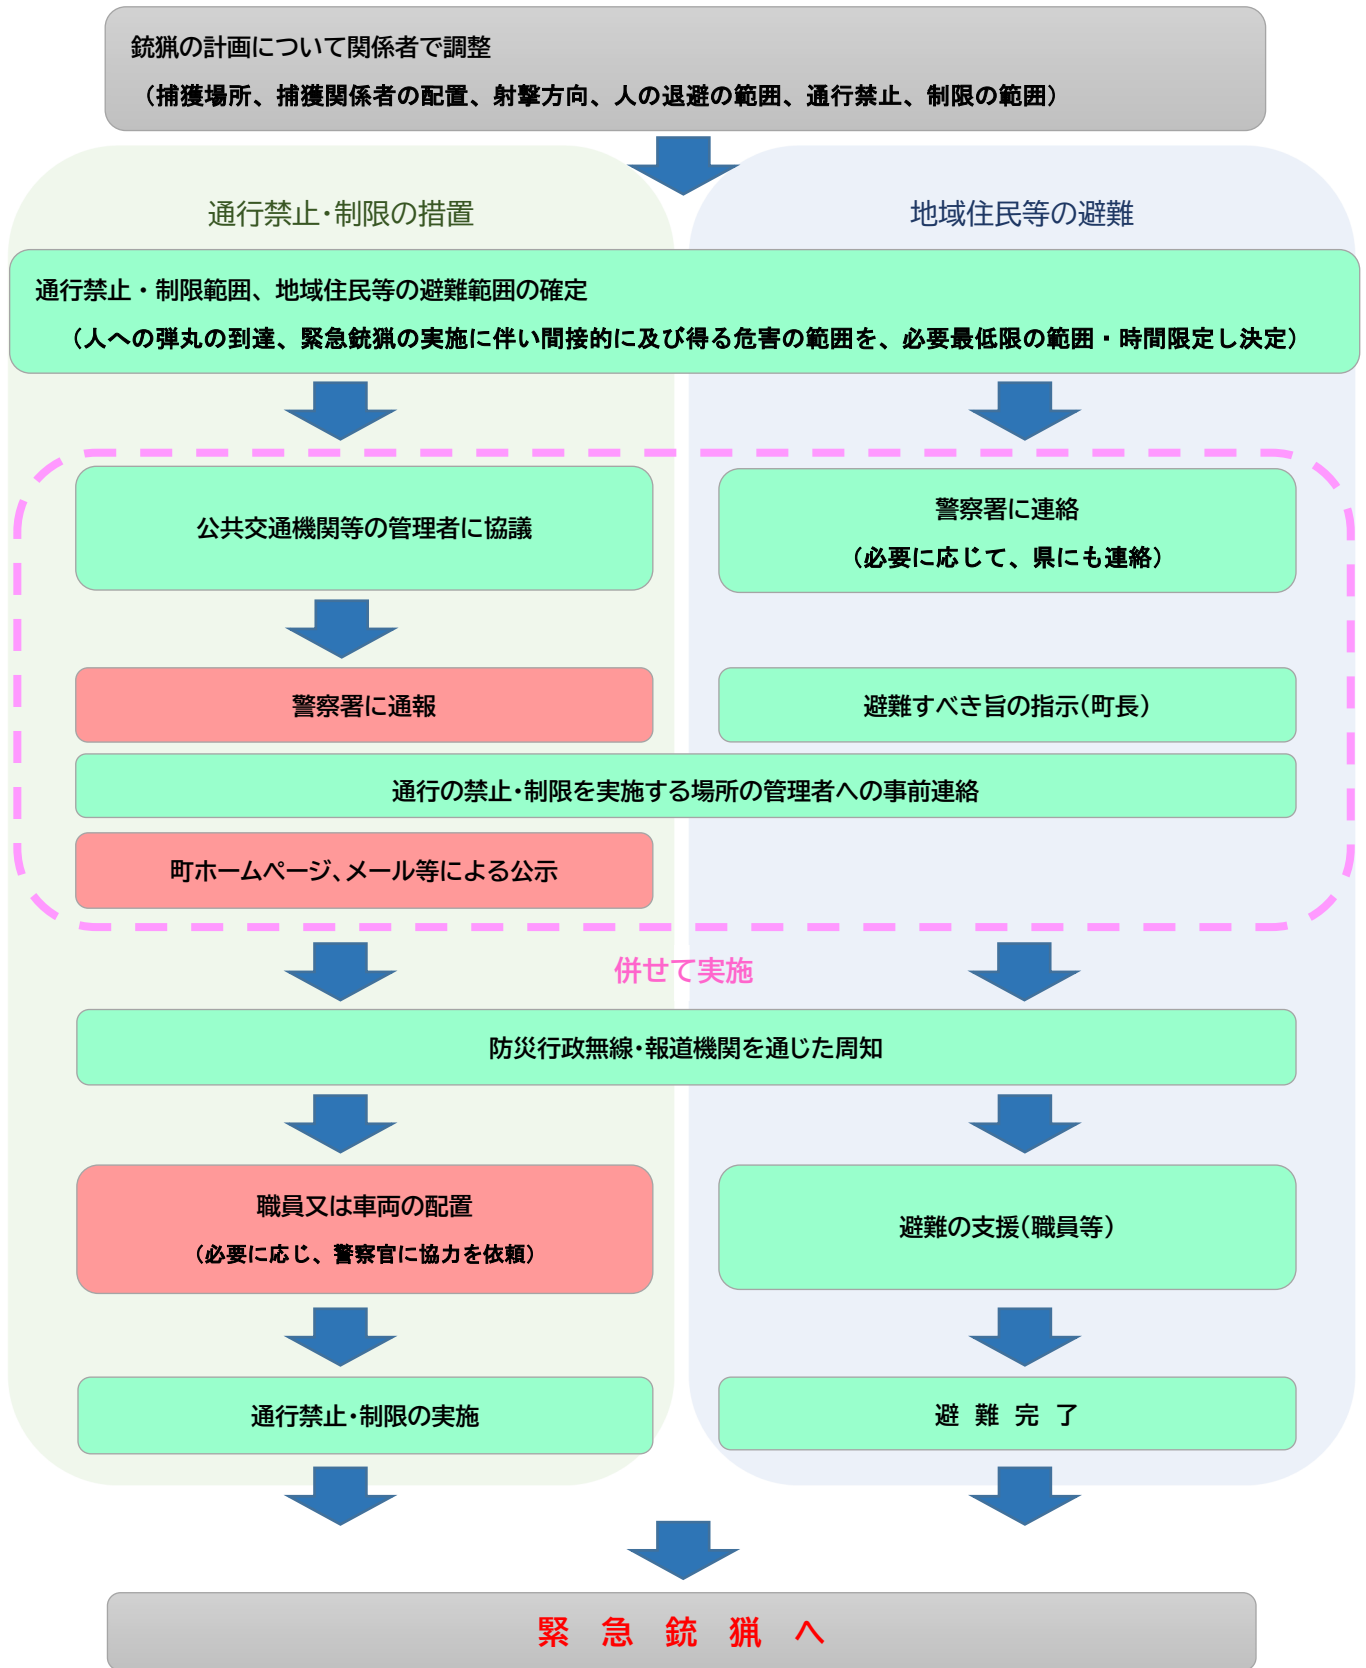 銃猟の計画について関係者で調整
（捕獲場所、捕獲関係者の配置、射撃方向、人の退避の範囲、通行禁止、制限の範囲）
通行禁止・制限の措置
地域住民等の避難
通行禁止・制限範囲、地域住民等の避難範囲の確定
（人への弾丸の到達、緊急銃猟の実施に伴い間接的に及び得る危害の範囲を、必要最低限の範囲・時間限定し決定）
公共交通機関等の管理者に協議
警察署に連絡
（必要に応じて、県にも連絡）
警察署に通報
避難すべき旨の指示（町長）
通行の禁止・制限を実施する場所の管理者への事前連絡
町ホームページ、メール等による公示
併せて実施
防災行政無線・報道機関を通じた周知
職員又は車両の配置
（必要に応じ、警察官に協力を依頼）
避難の支援（職員等）
通行禁止・制限の実施
避 難 完 了
緊 急 銃 猟 へ